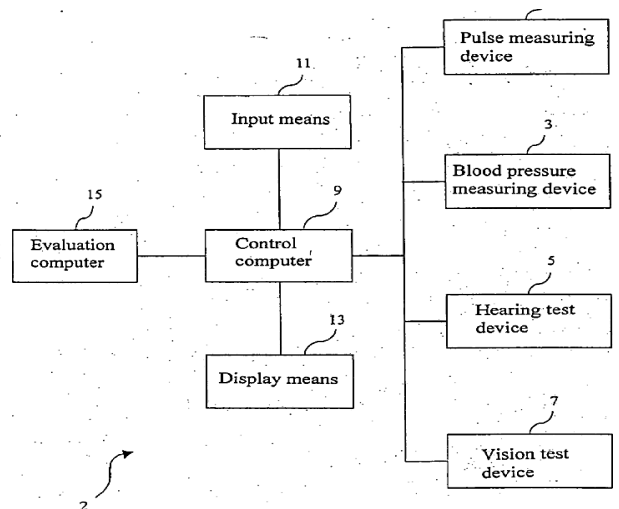 Pulse measuring
device
11
Input means
3
Blood pressure
measuring device
15
Evaluation
computer
9
Control
computer
5
Hearing test
device
13
Display means
7
Vision test
device
2